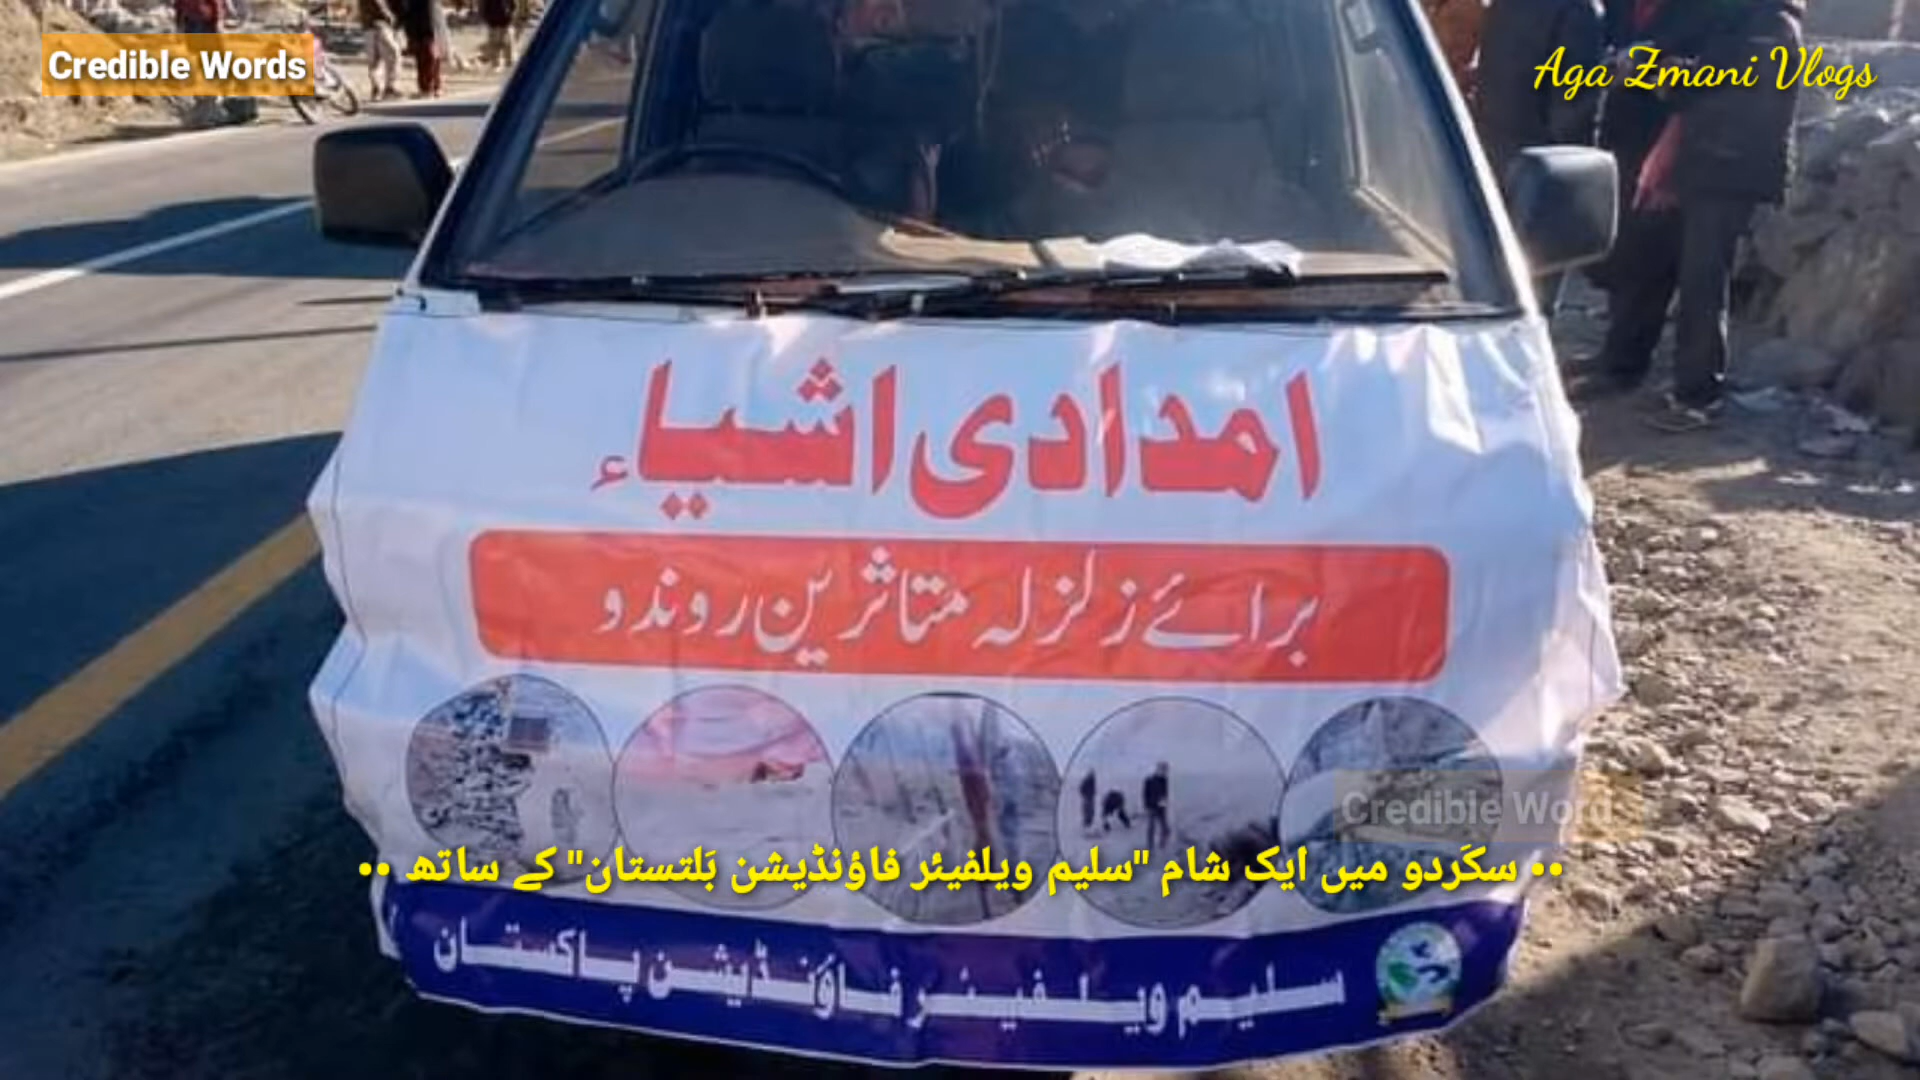 Credible Words
Aga Zmani Vlogs
امدادی اشیاء
برائے زلزلہ متاثرین روندو
Credible Words
•• سکَردو میں ایک شام "سلیم ویلفیئر فاؤنڈیشن بَلتستان" کے ساتھ ••
سلیم ویلفیئر فاؤنڈیشن پاکستان